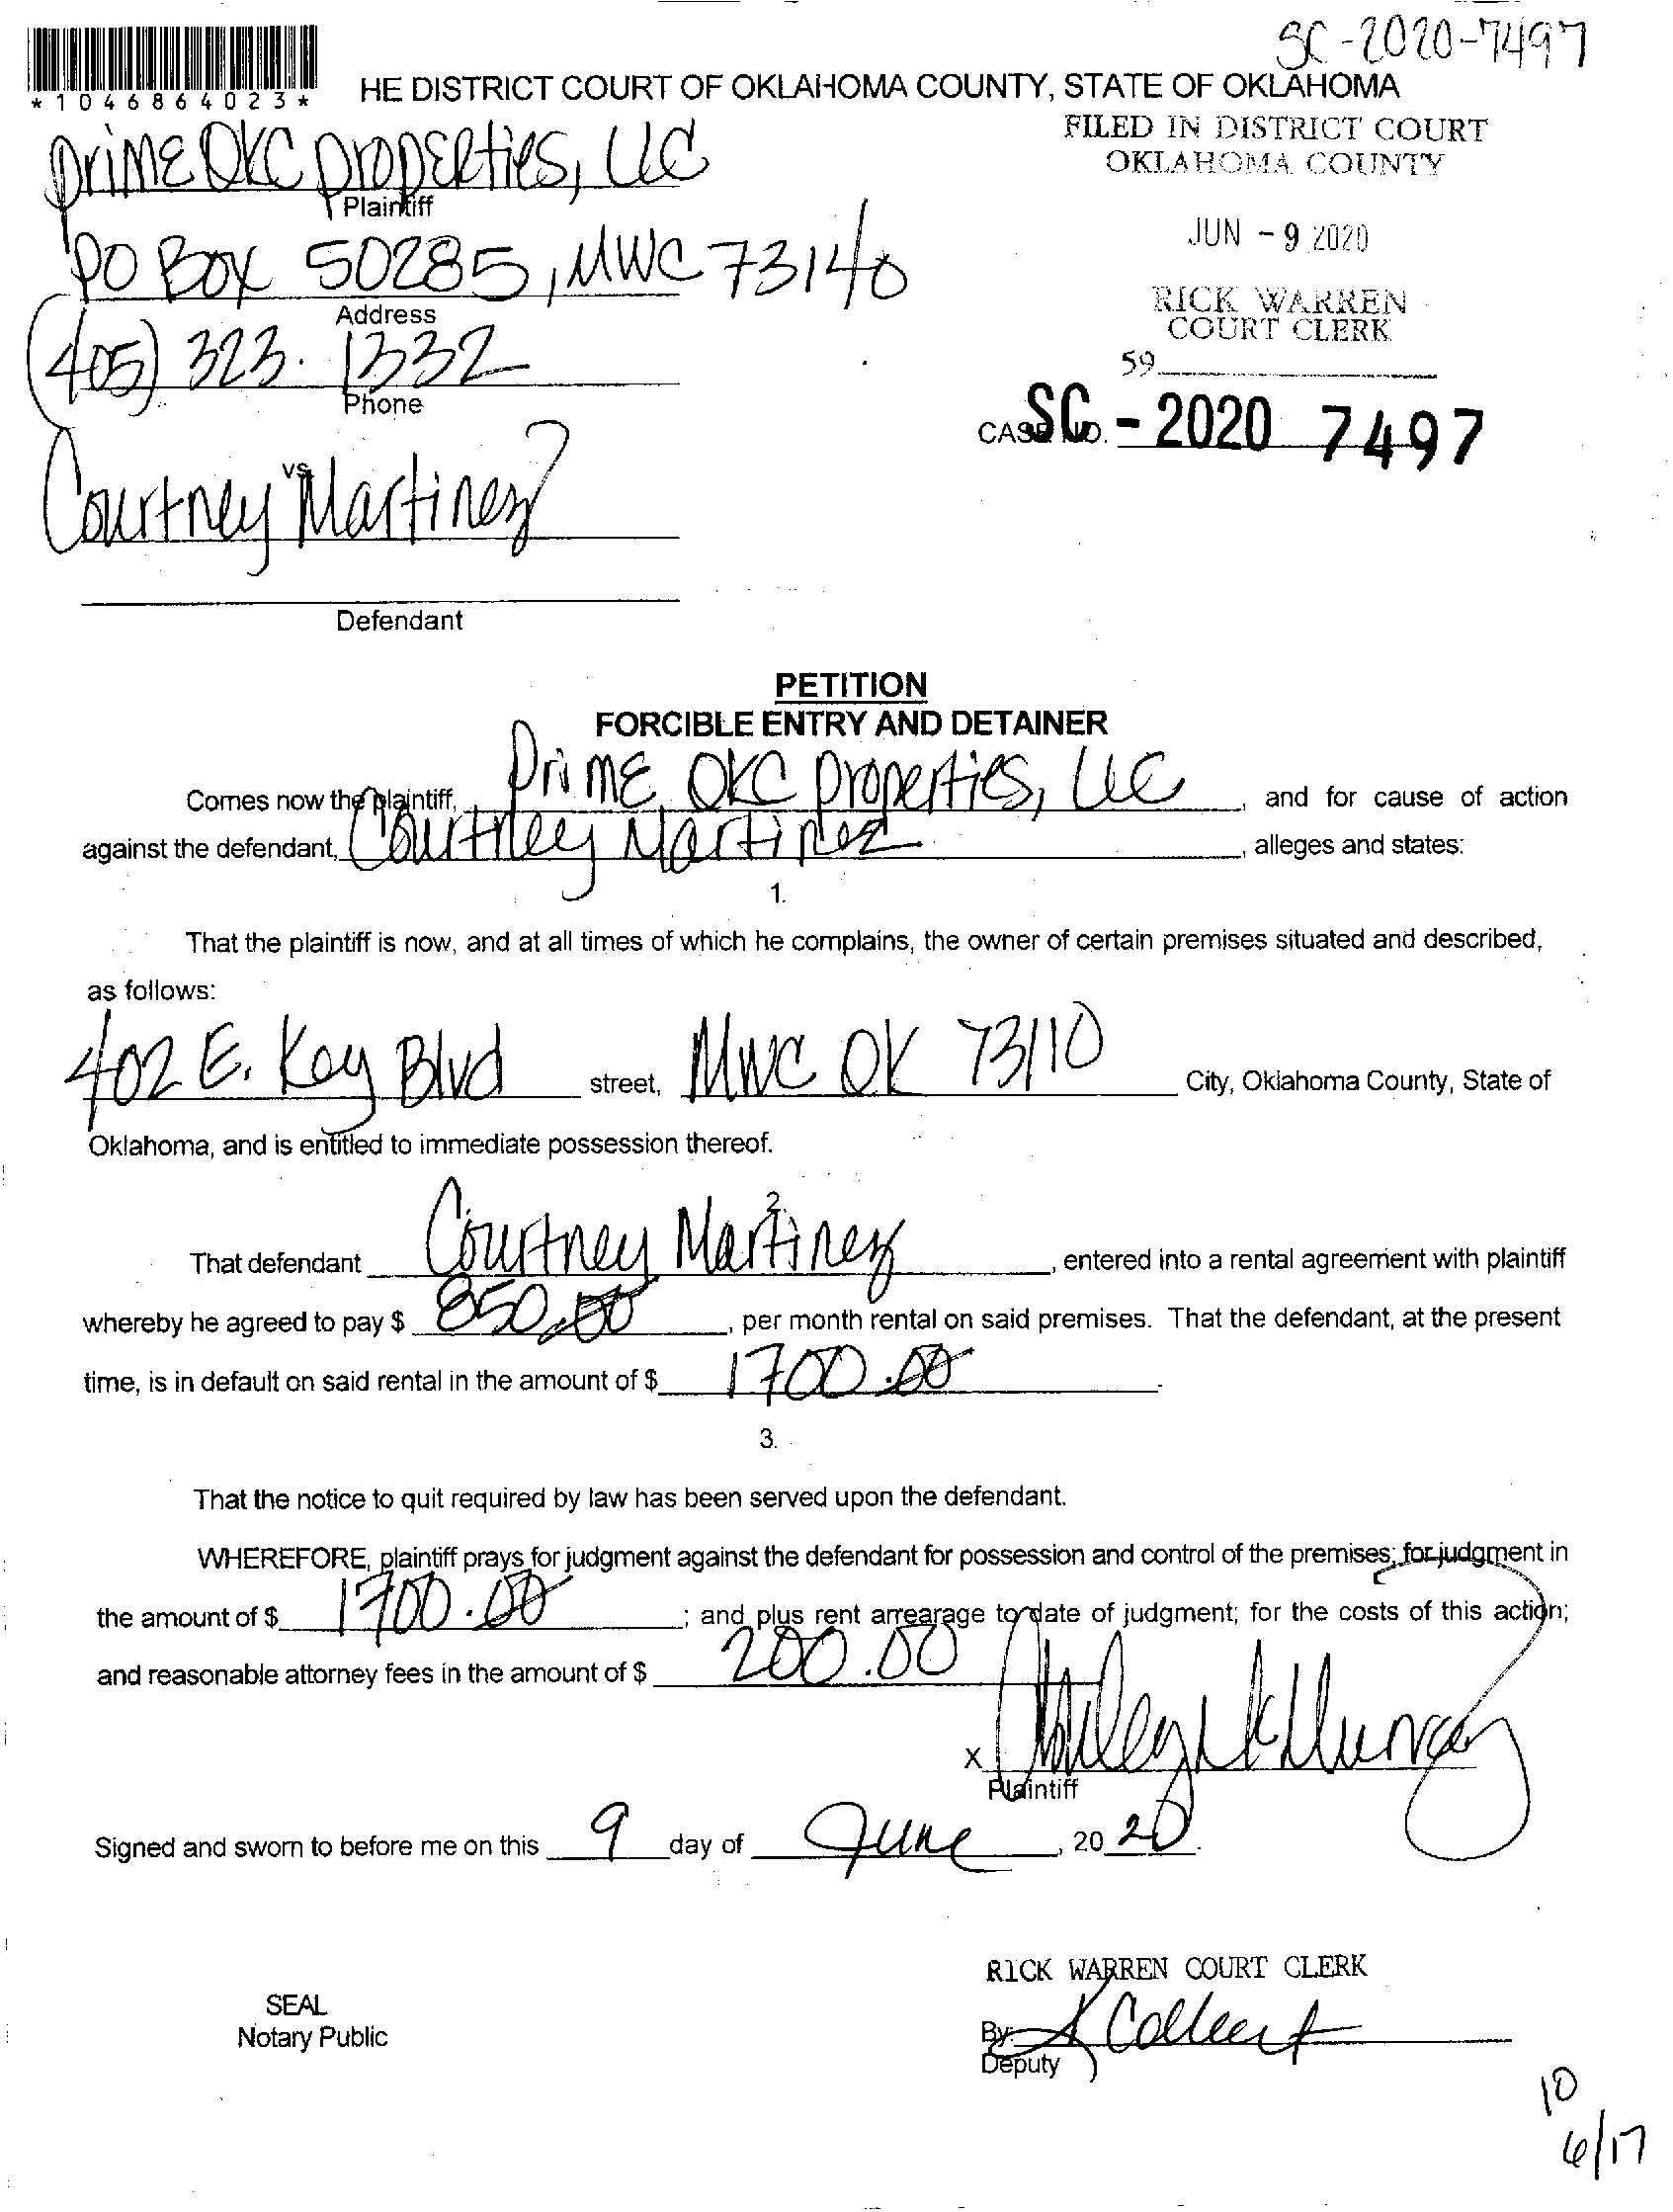 SC-2020-7497
*1046864023*
HE DISTRICT COURT OF OKLAHOMA COUNTY, STATE OF OKLAHOMA
FILED IN DISTRICT COURT
OKLAHOMA COUNTY
JUN - 9 2020
RICK WARREN
COURT CLERK
59
PriME OKC PropERties, LLC
Plaintiff
PO Box 50285, MWC 73140
Address
(405) 323.1332
Phone
CASE NO. SC - 2020 7497
vs.
Courtney Martinez
Defendant
PETITION
FORCIBLE ENTRY AND DETAINER
Comes now the plaintiff, PriME OKC Properties, LLC, and for cause of action
against the defendant, Courtney Martinez, alleges and states:
1.
That the plaintiff is now, and at all times of which he complains, the owner of certain premises situated and described,
as follows:
402 E. Key Blvd street, MWC OK 73110 City, Oklahoma County, State of
Oklahoma, and is entitled to immediate possession thereof.
2.
That defendant Courtney Martinez, entered into a rental agreement with plaintiff
whereby he agreed to pay $ 850.00, per month rental on said premises. That the defendant, at the present
time, is in default on said rental in the amount of $ 1700.00.
3.
That the notice to quit required by law has been served upon the defendant.
WHEREFORE, plaintiff prays for judgment against the defendant for possession and control of the premises; for judgment in
the amount of $ 1700.00; and plus rent arrearage to date of judgment; for the costs of this action;
and reasonable attorney fees in the amount of $ 200.00
X
Plaintiff
Signed and sworn to before me on this 9 day of June, 20 20.
RICK WARREN COURT CLERK
SEAL
Notary Public
By: K Collect
Deputy
10
6/17